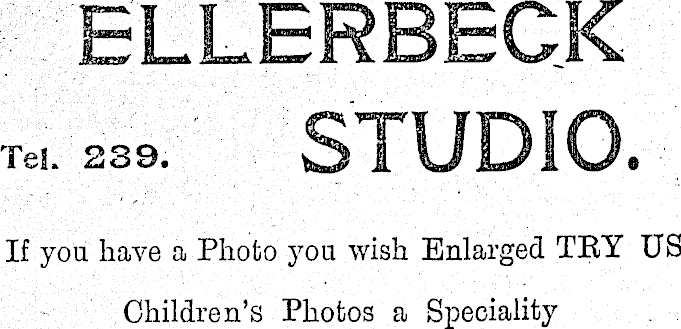 ELLERBECK
STUDIO.
Tel. 239.
If you have a Photo you wish Enlarged TRY US
Children's Photos a Speciality